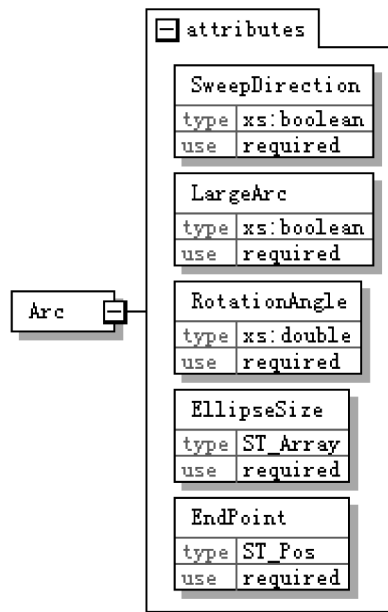 attributes
SweepDirection
type xs:boolean
use required
LargeArc
type xs:boolean
use required
Arc
RotationAngle
type xs:double
use required
EllipseSize
type ST_Array
use required
EndPoint
type ST_Pos
use required